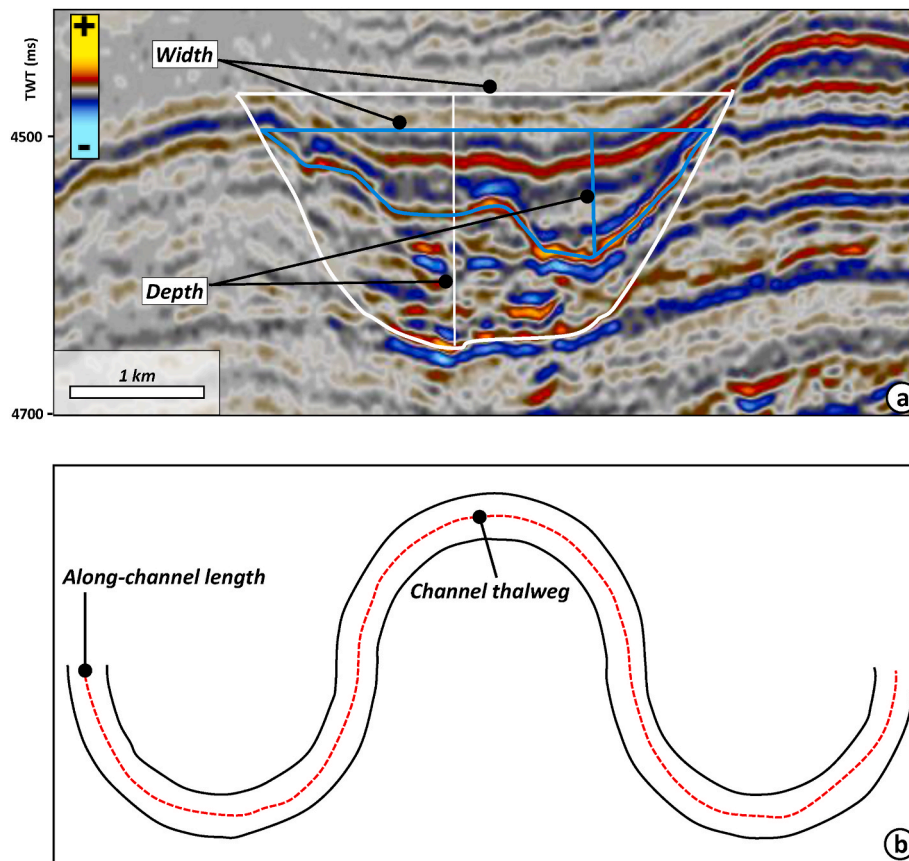 +
TWT (ms)
-
Width
4500
Depth
1 km
4700
a
Along-channel length
Channel thalweg
b